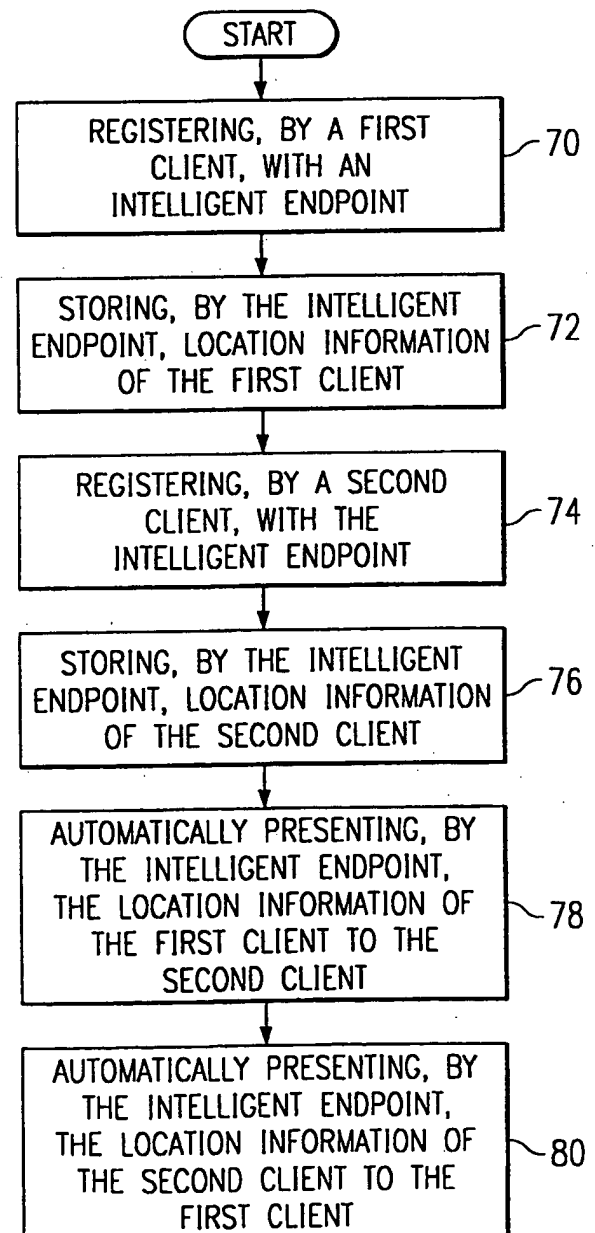 START
REGISTERING, BY A FIRST
CLIENT, WITH AN
INTELLIGENT ENDPOINT
70
STORING, BY THE INTELLIGENT
ENDPOINT, LOCATION INFORMATION
OF THE FIRST CLIENT
72
REGISTERING, BY A SECOND
CLIENT, WITH THE
INTELLIGENT ENDPOINT
74
STORING, BY THE INTELLIGENT
ENDPOINT, LOCATION INFORMATION
OF THE SECOND CLIENT
76
AUTOMATICALLY PRESENTING, BY
THE INTELLIGENT ENDPOINT,
THE LOCATION INFORMATION OF
THE FIRST CLIENT TO THE
SECOND CLIENT
78
AUTOMATICALLY PRESENTING, BY
THE INTELLIGENT ENDPOINT,
THE LOCATION INFORMATION OF
THE SECOND CLIENT TO THE
FIRST CLIENT
80